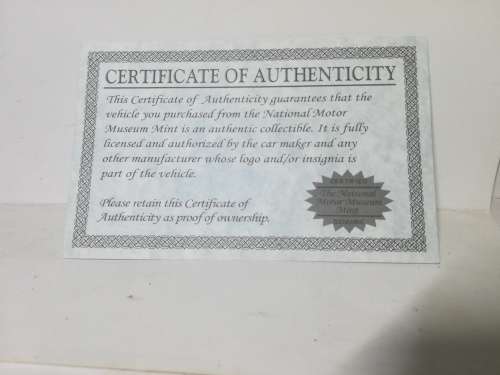 CERTIFICATE OF AUTHENTICITY
This Certificate of Authenticity guarantees that the
vehicle you purchased from the National Motor
Museum Mint is an authentic collectible. It is fully
licensed and authorized by the car maker and any
other manufacturer whose logo and/or insignia is
part of the vehicle.
Please retain this Certificate of
Authenticity as proof of ownership.
CERTIFIED
The National
Motor Museum
Mint